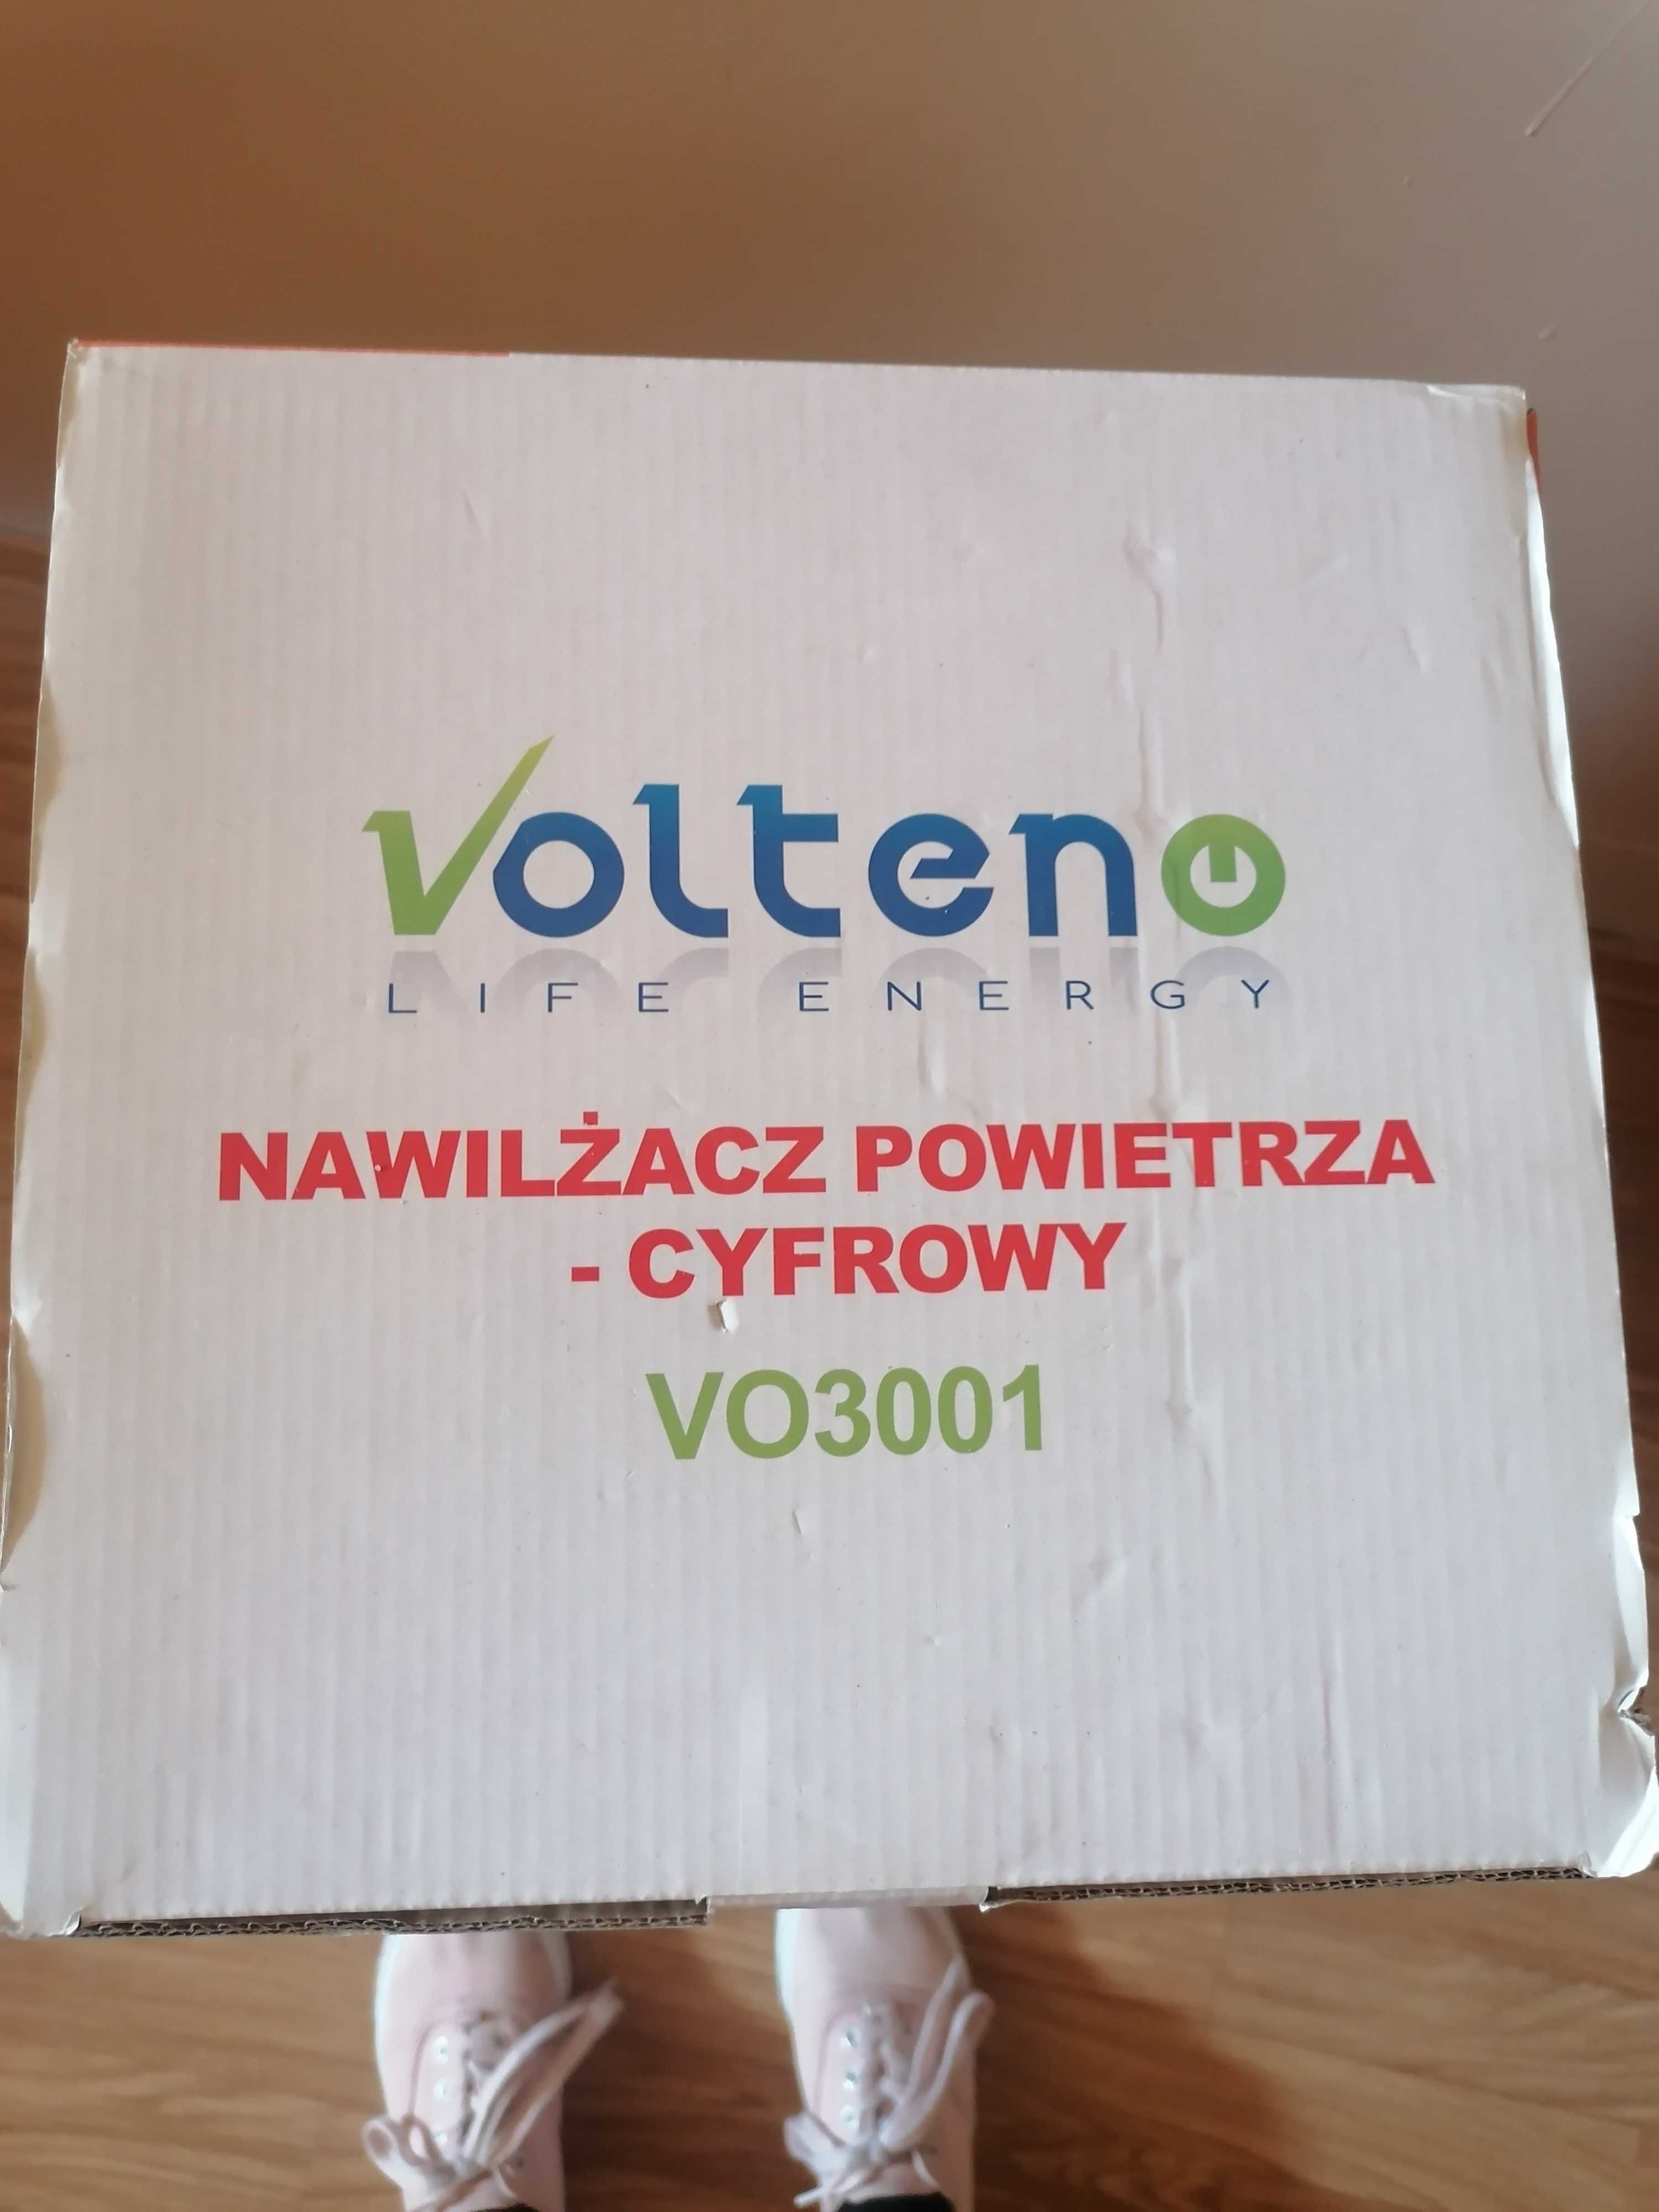 Volteno
LIFE ENERGY
NAWILŻACZ POWIETRZA
- CYFROWY
VO3001